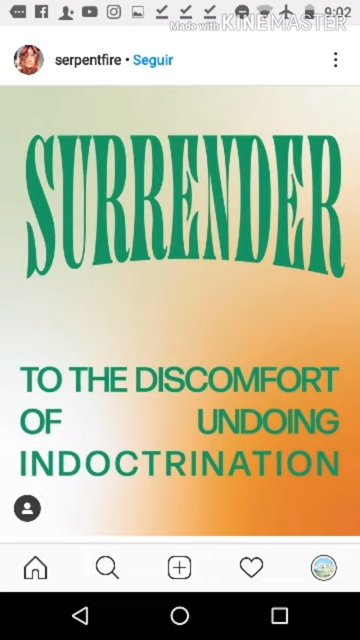 9:02
Made with KINEMASTER
serpentfire • Seguir
SURRENDER
TO THE DISCOMFORT
OF UNDOING
INDOCTRINATION